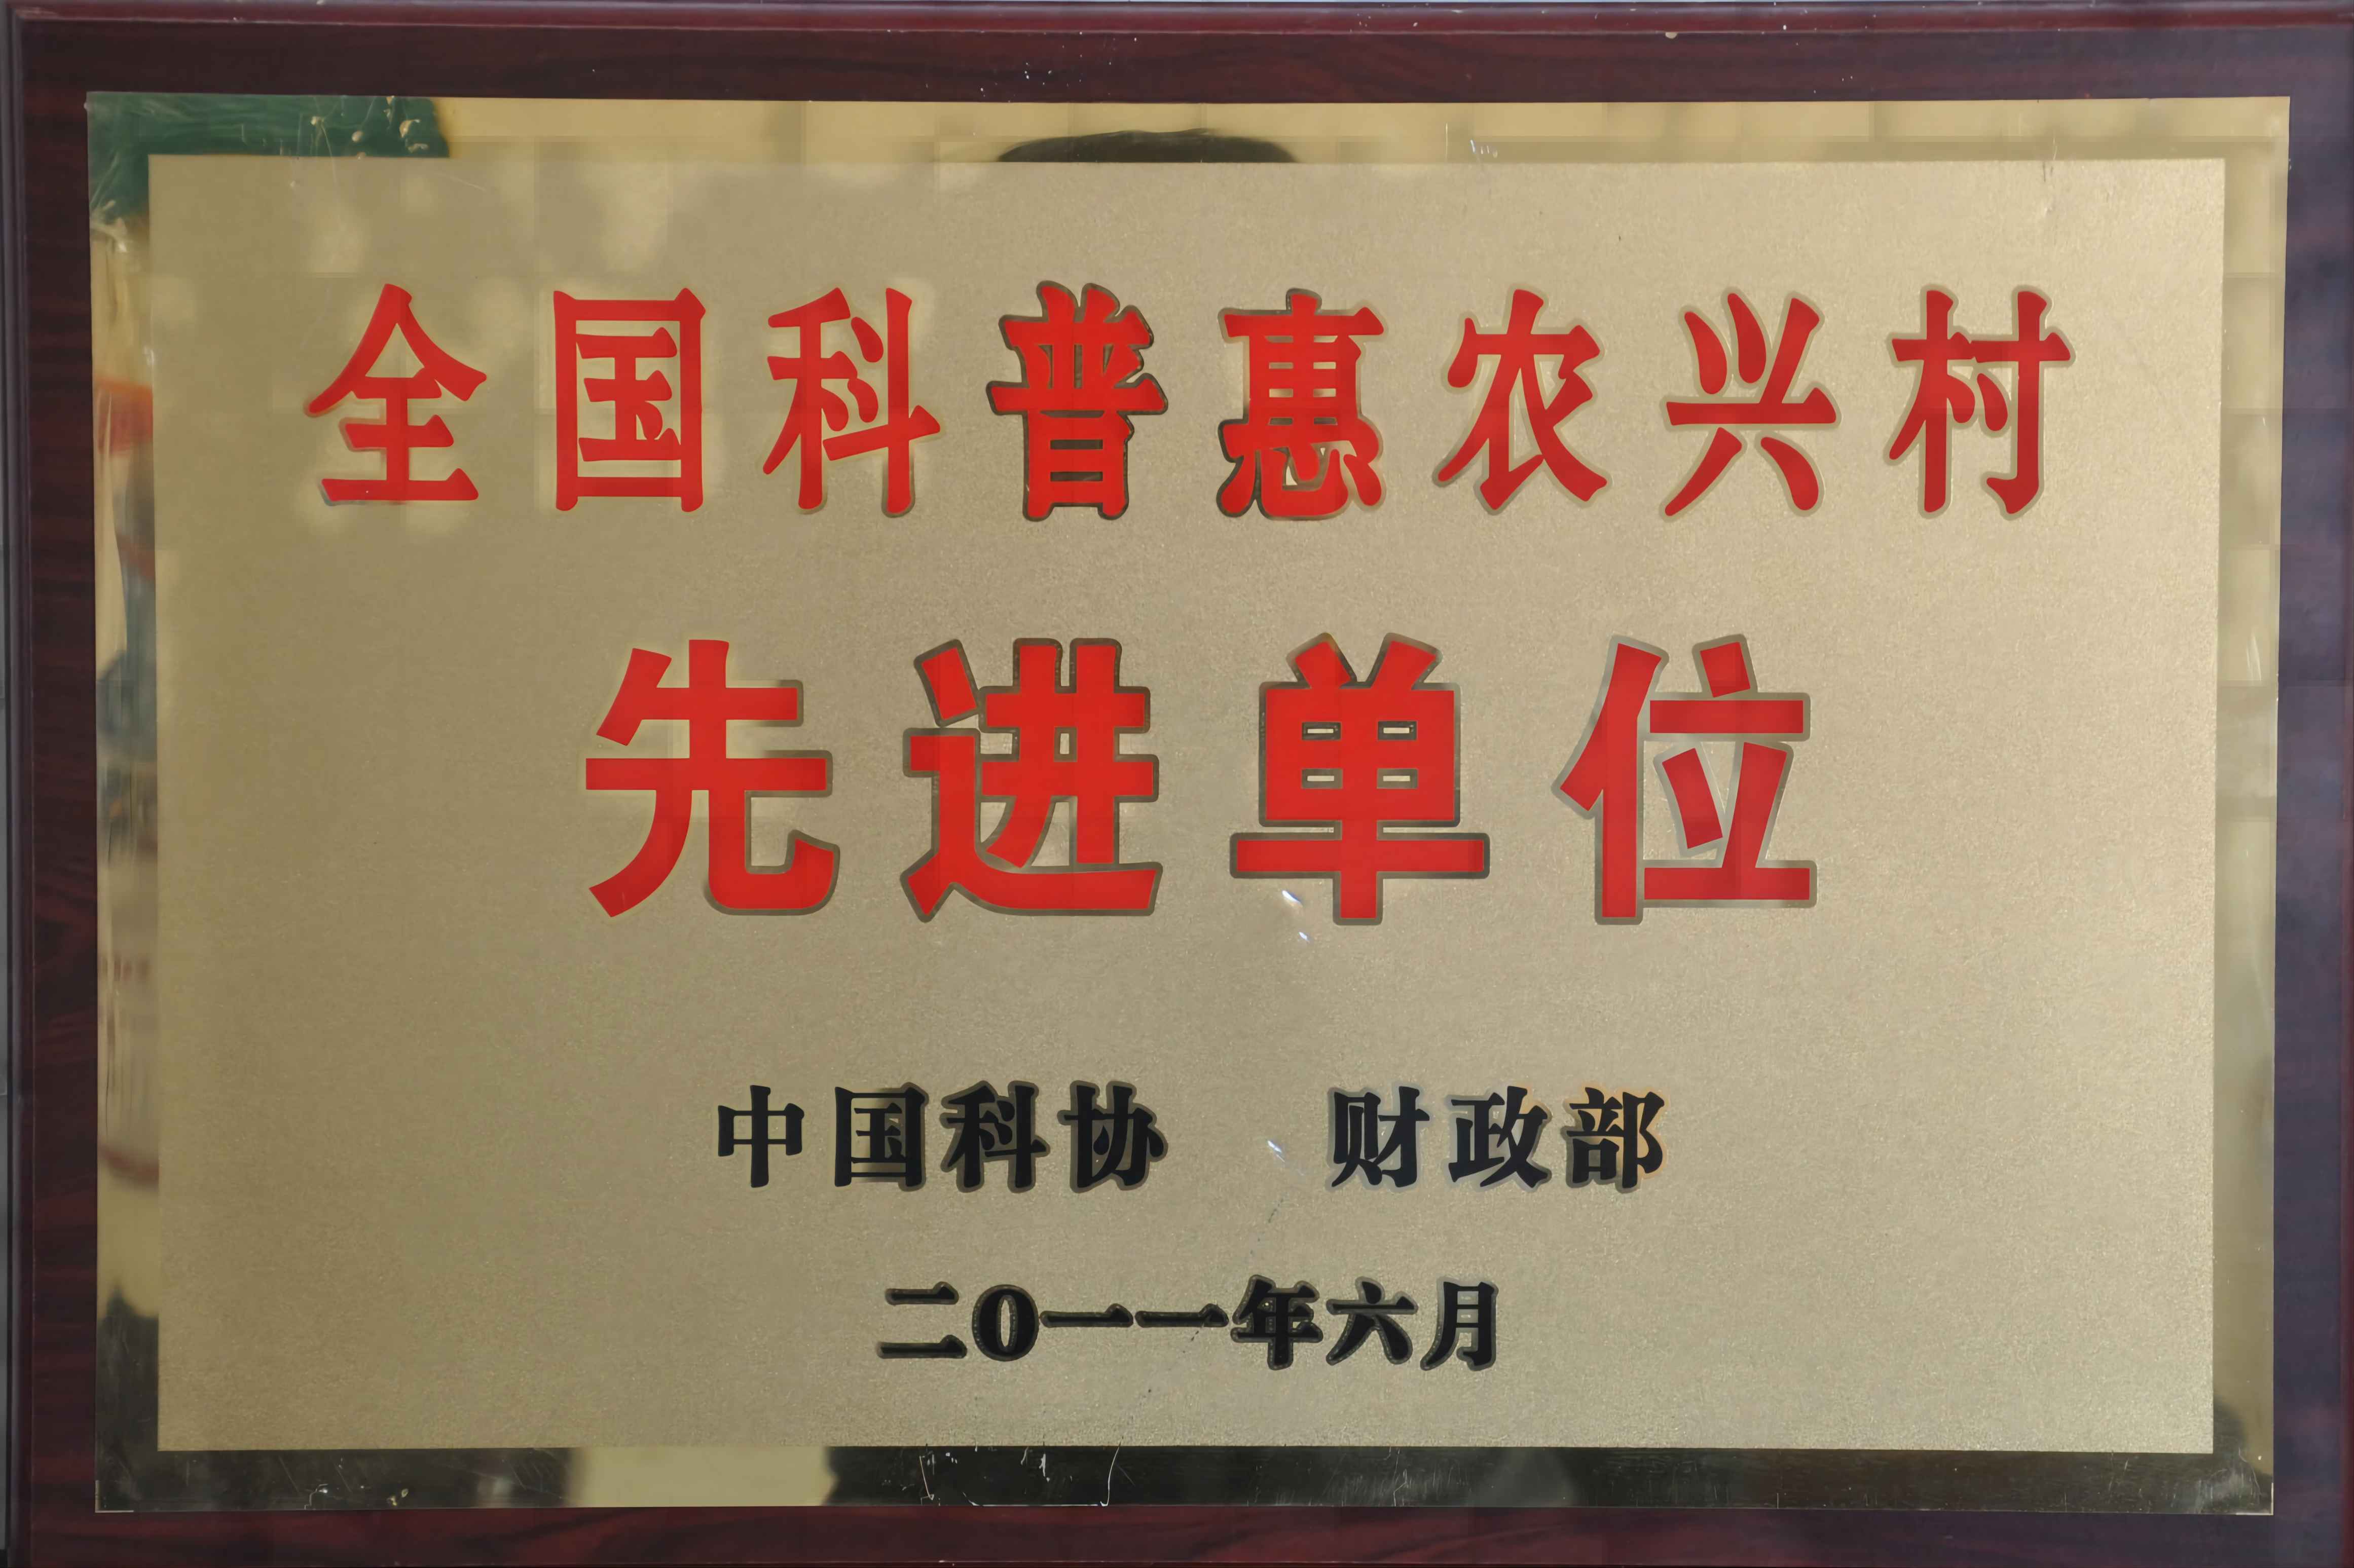 全国科普惠农兴村
先进单位
中国科协 财政部
二〇一一年六月